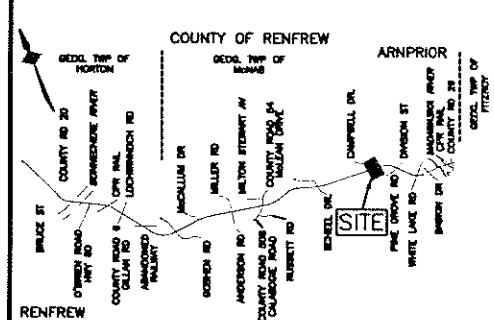 COUNTY OF RENFREW
ARNPRIOR
GEOG. TWP OF
HORTON
GEOG. TWP OF
McNAB
GEOG. TWP OF
FITZROY
COUNTY RD 20
BONNECHERE RIVER
CPR RAIL
LOCHWINNOCH RD
McCALLUM DR
MILLER RD
MILTON STEWART AV
COUNTY ROAD 54
McLEAN DRIVE
CAMPBELL DR.
DIVISION ST
MADAWASKA RIVER
CPR RAIL
COUNTY RD 29
BRUCE ST
O'BRIEN ROAD
HWY 60
COUNTY ROAD 6
GILLAN RD
ABANDONED
RAILWAY
GOSHEN RD
ANDERSON RD
COUNTY ROAD 508
CALABOGIE ROAD
RUSSETT RD
SCHEEL DR.
SITE
PINE GROVE RD
WHITE LAKE RD
BASKIN DR
RENFREW